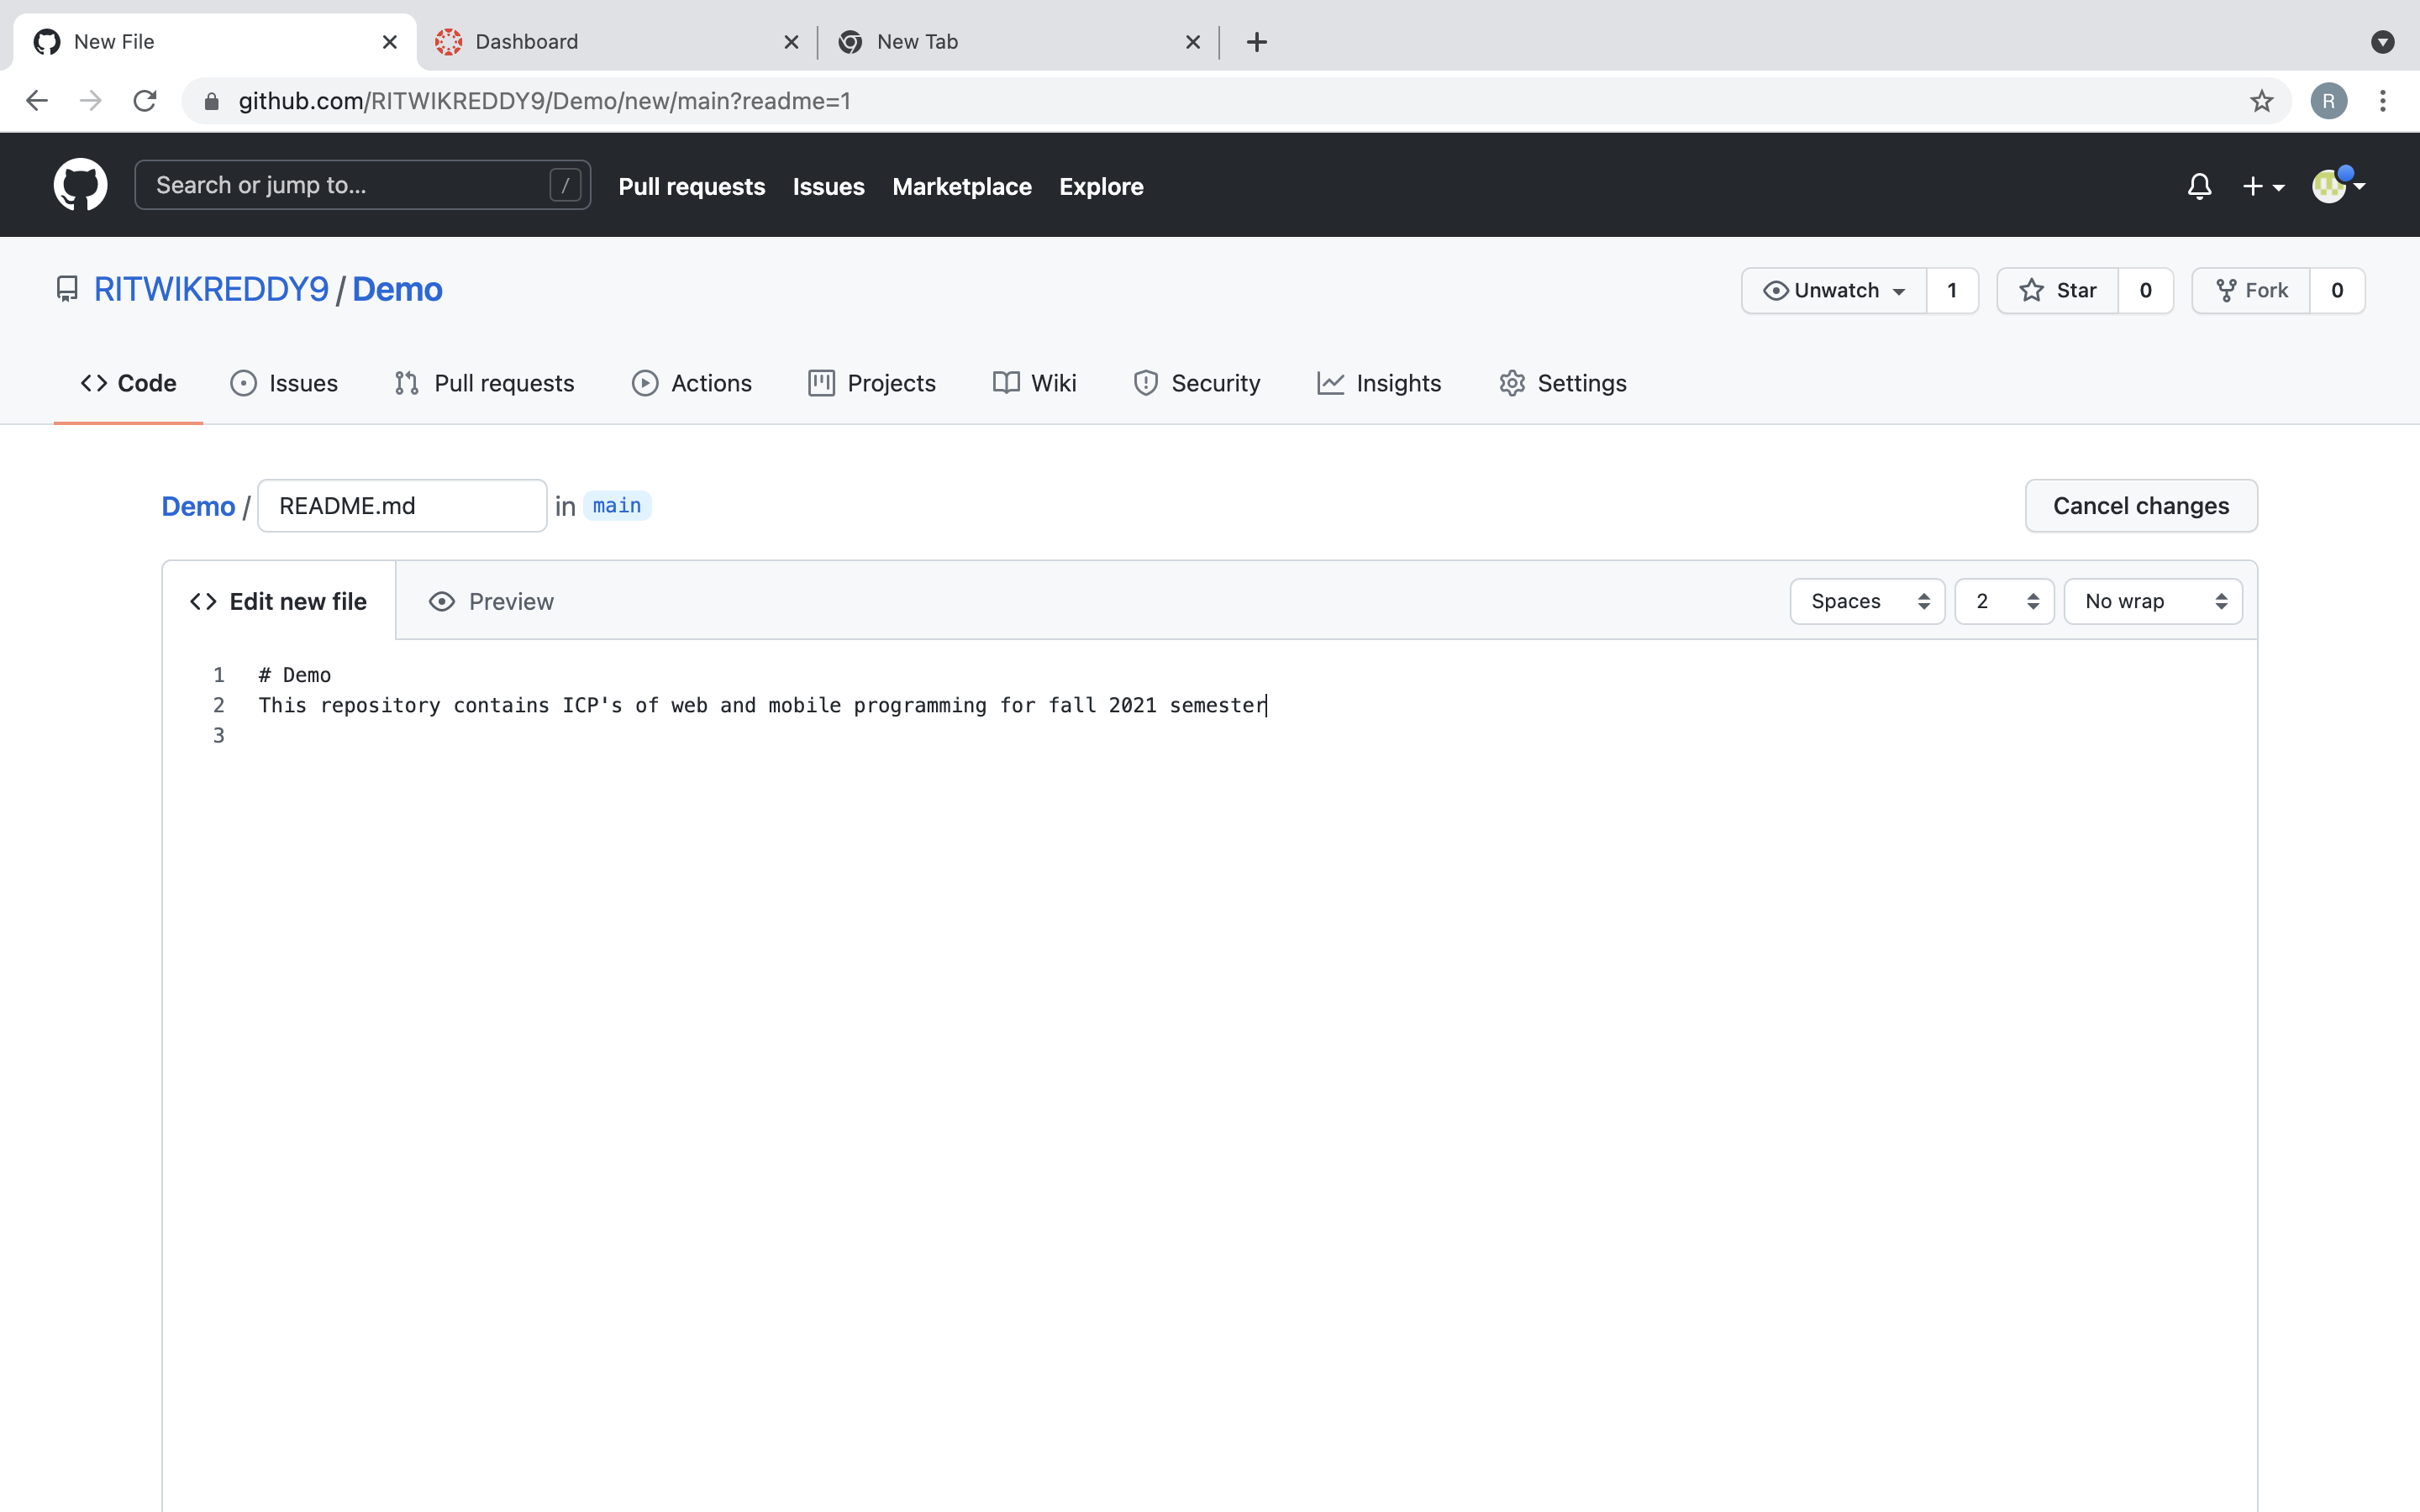 New File
Dashboard
New Tab
github.com/RITWIKREDDY9/Demo/new/main?readme=1
R
Search or jump to... /
Pull requests Issues Marketplace Explore
RITWIKREDDY9 / Demo
Unwatch 1
Star 0
Fork 0
Code Issues Pull requests Actions Projects Wiki Security Insights Settings
Demo / README.md in main
Cancel changes
Edit new file Preview
Spaces 2 No wrap
1 # Demo
2 This repository contains ICP's of web and mobile programming for fall 2021 semester
3